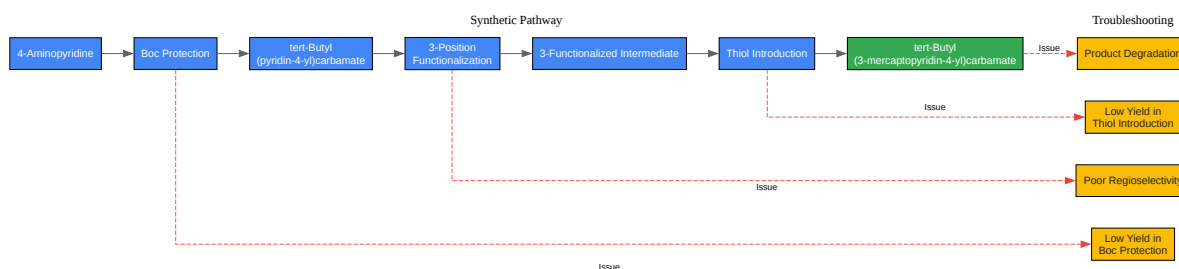 Synthetic Pathway
Troubleshooting
4-Aminopyridine
Boc Protection
tert-Butyl
(pyridin-4-yl)carbamate
3-Position
Functionalization
3-Functionalized Intermediate
Thiol Introduction
tert-Butyl
(3-mercaptopyridin-4-yl)carbamate
Issue
Product Degradation
Issue
Low Yield in
Thiol Introduction
Issue
Poor Regioselectivity
Low Yield in
Boc Protection
Issue